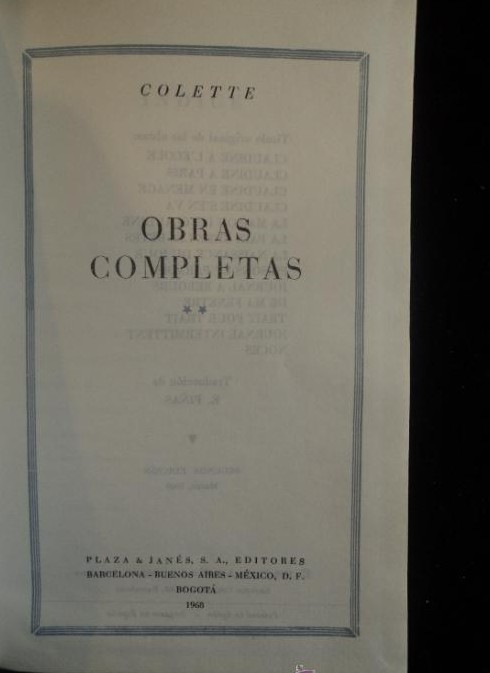 COLETTE
OBRAS
COMPLETAS
**
PLAZA & JANÉS, S. A., EDITORES
BARCELONA - BUENOS AIRES - MÉXICO, D. F.
BOGOTÁ
1968